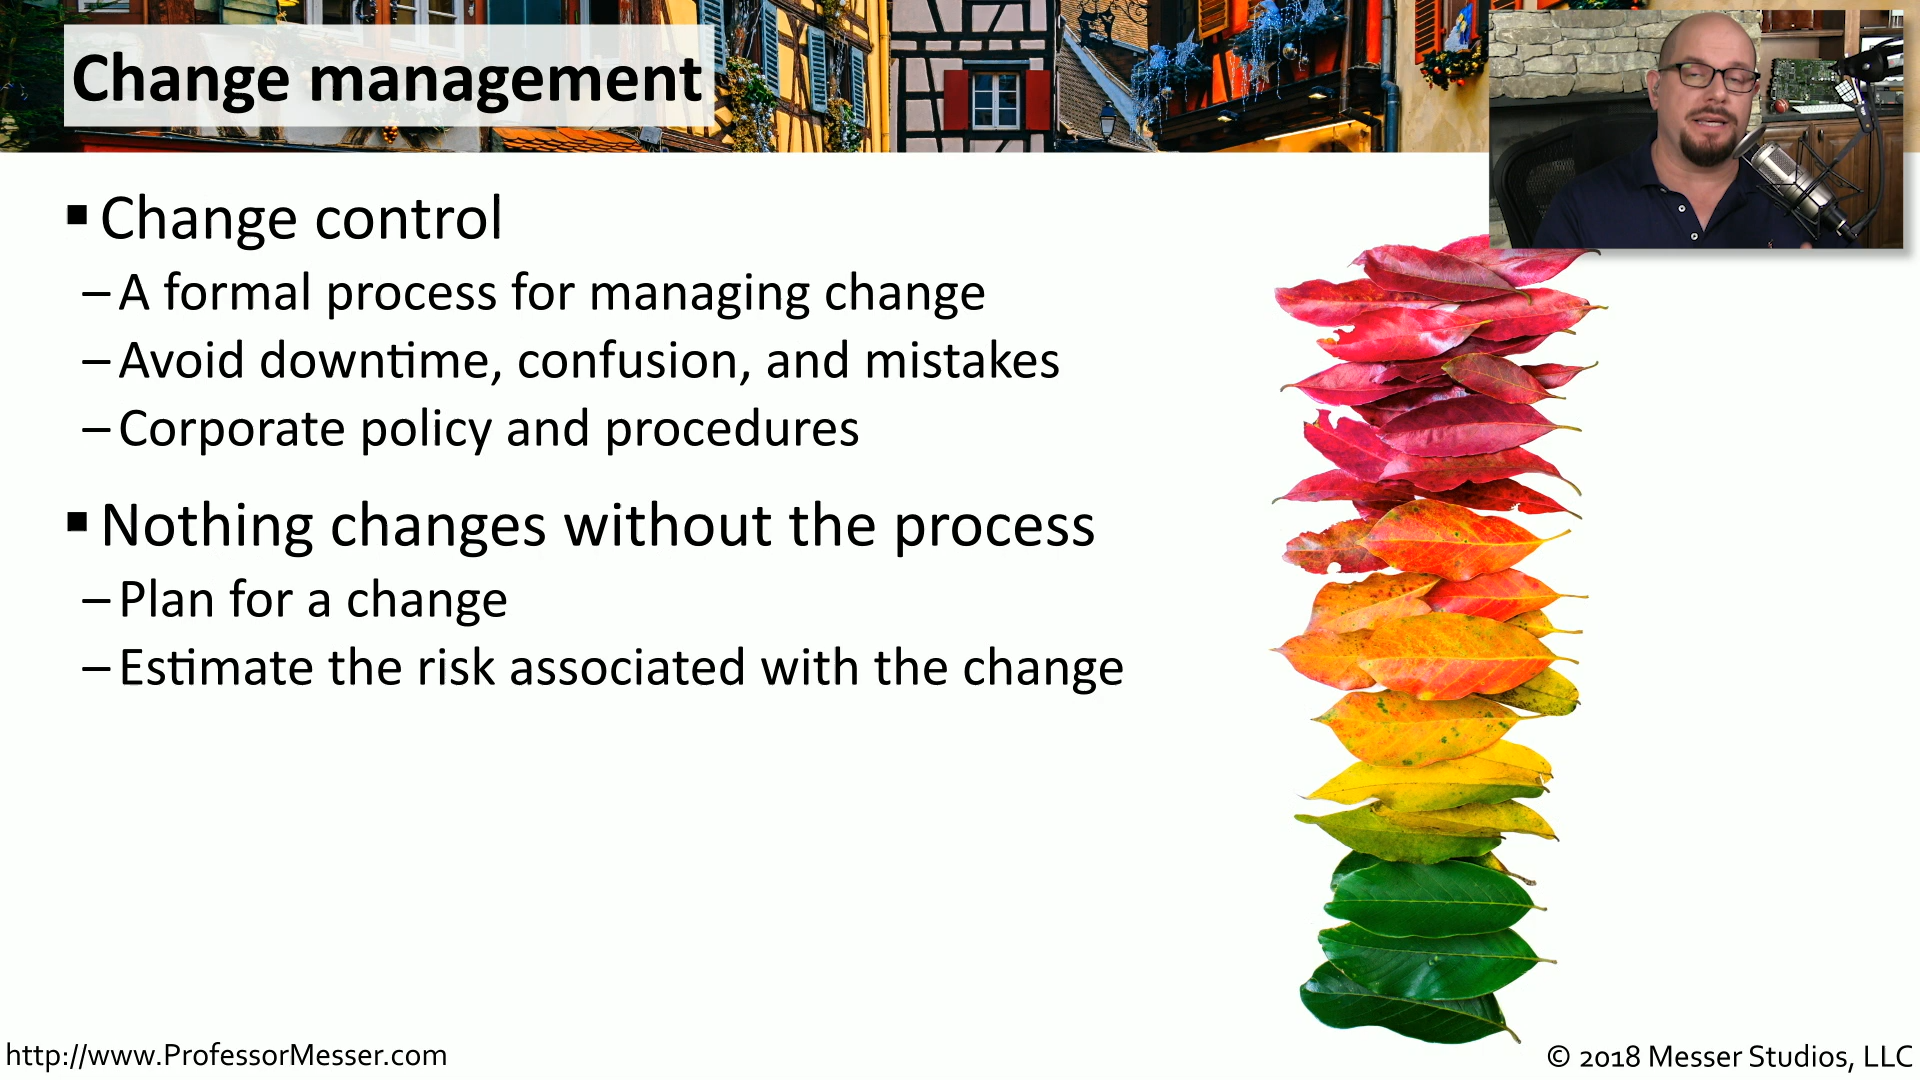 Change management
▪ Change control
– A formal process for managing change
– Avoid downtime, confusion, and mistakes
– Corporate policy and procedures
▪ Nothing changes without the process
– Plan for a change
– Estimate the risk associated with the change
http://www.ProfessorMesser.com
© 2018 Messer Studios, LLC